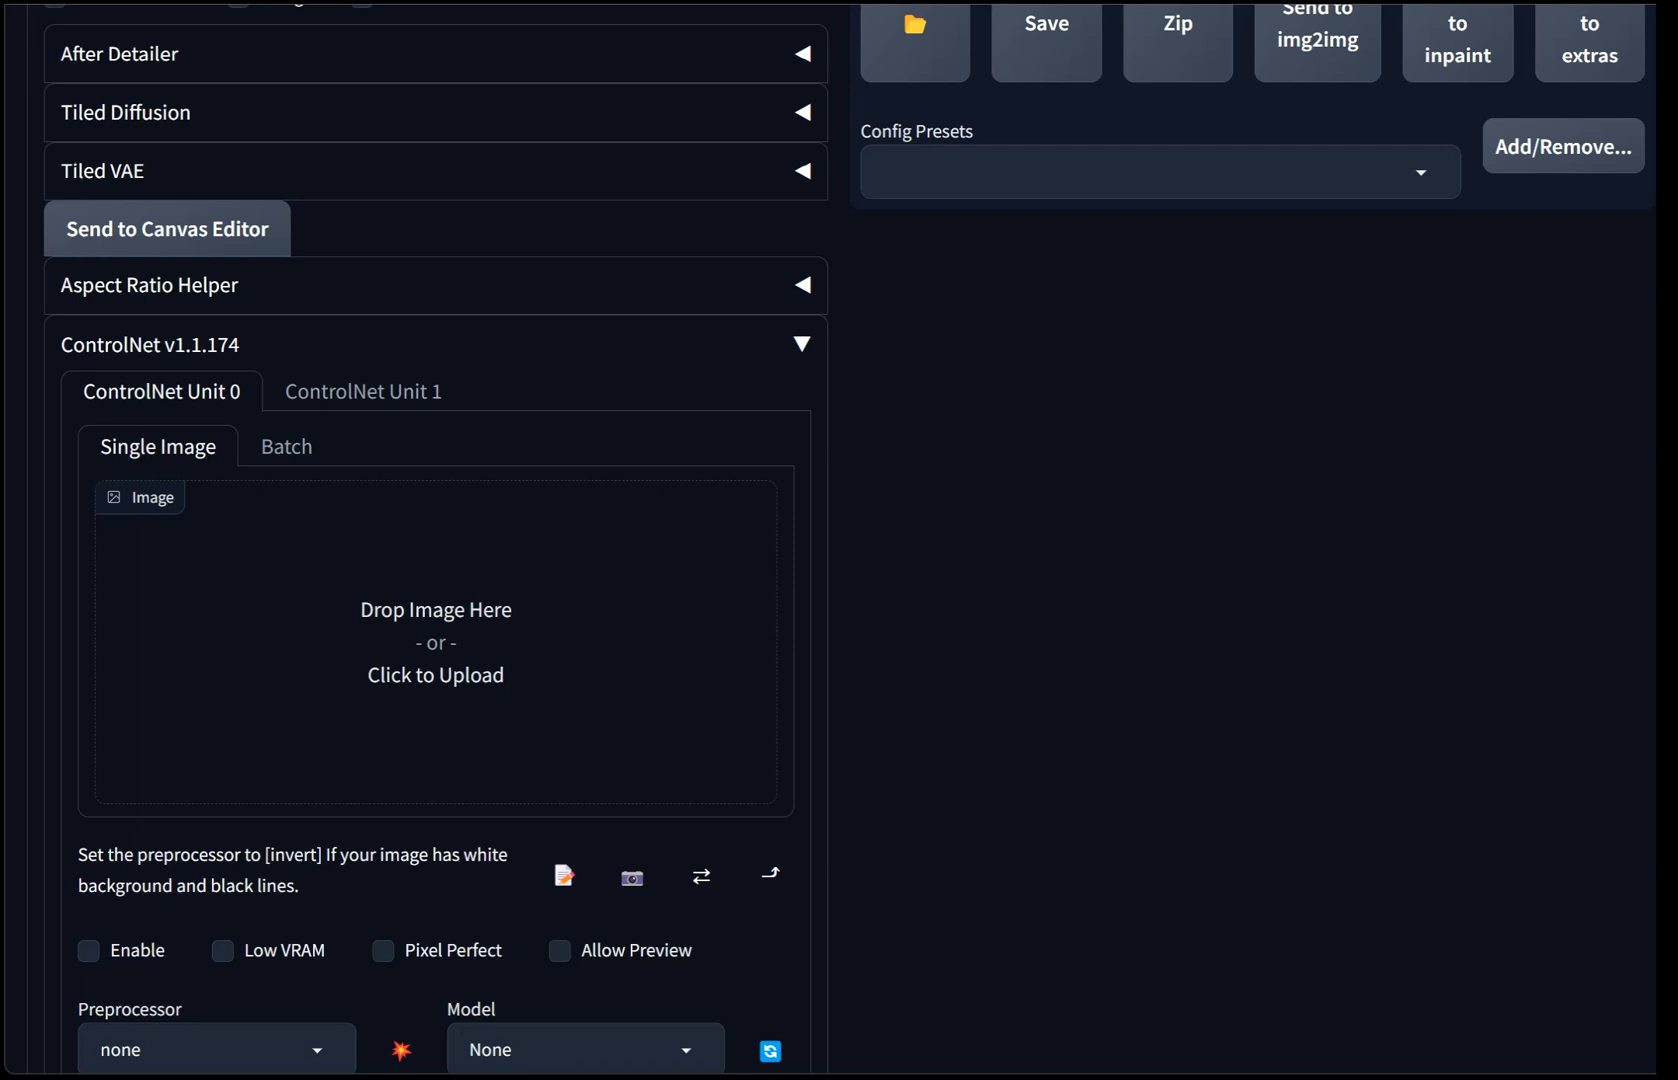 After Detailer
Tiled Diffusion
Tiled VAE
Send to Canvas Editor
Aspect Ratio Helper
ControlNet v1.1.174
ControlNet Unit 0
ControlNet Unit 1
Single Image
Batch
Image
Drop Image Here
- or -
Click to Upload
Set the preprocessor to [invert] If your image has white
background and black lines.
Enable
Low VRAM
Pixel Perfect
Allow Preview
Preprocessor
Model
none
None
Save
Zip
Send to
img2img
to
inpaint
to
extras
Config Presets
Add/Remove...